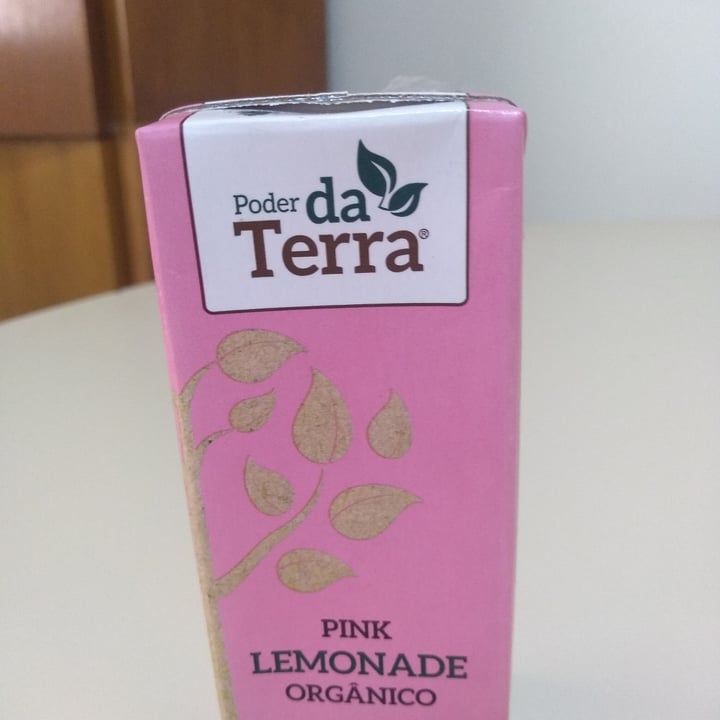 Poder da
Terra®
PINK
LEMONADE
ORGÂNICO